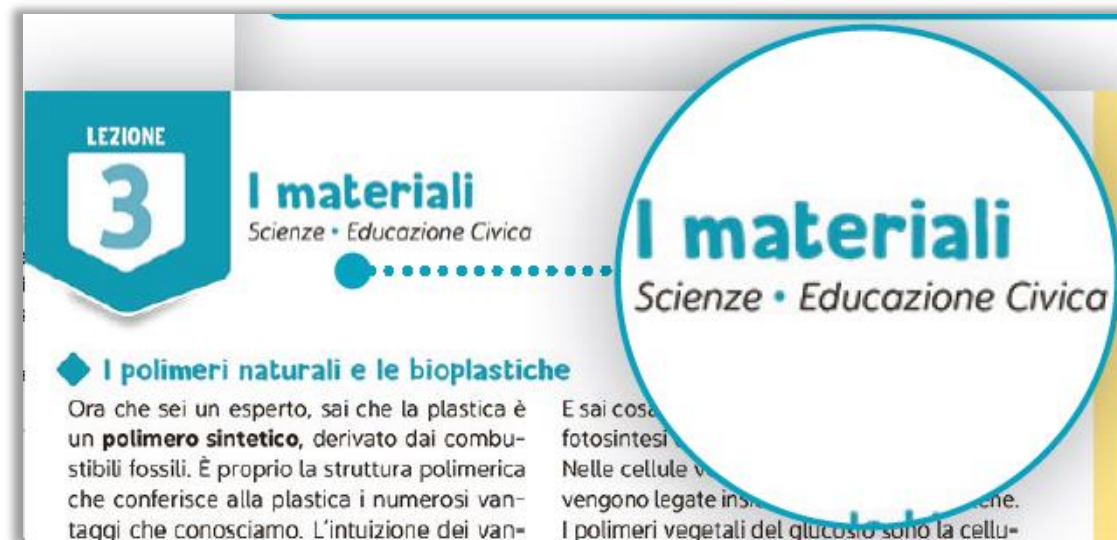 LEZIONE
3
I materiali
Scienze • Educazione Civica
I materiali
Scienze • Educazione Civica
I polimeri naturali e le bioplastiche
Ora che sei un esperto, sai che la plastica è
un polimero sintetico, derivato dai combu-
stibili fossili. È proprio la struttura polimerica
che conferisce alla plastica i numerosi van-
taggi che conosciamo. L'intuizione dei van-
E sai cosa
fotosintesi
Nelle cellule
vengono legate
I polimeri vegetali del glucosio sono la cellu-